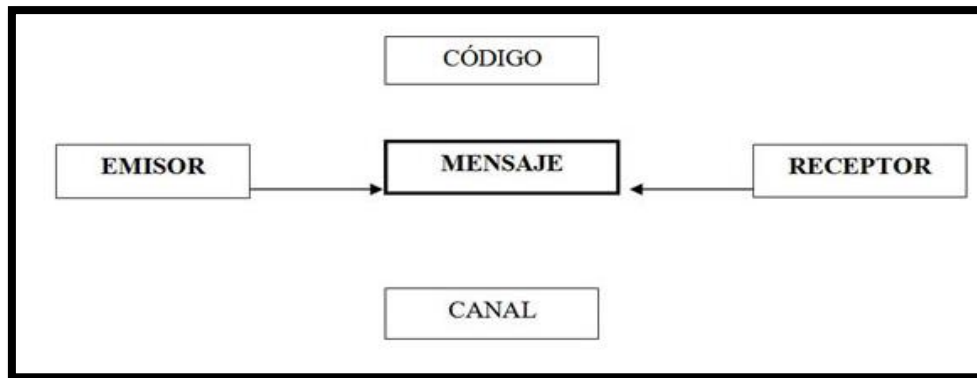 CÓDIGO
EMISOR
MENSAJE
RECEPTOR
CANAL